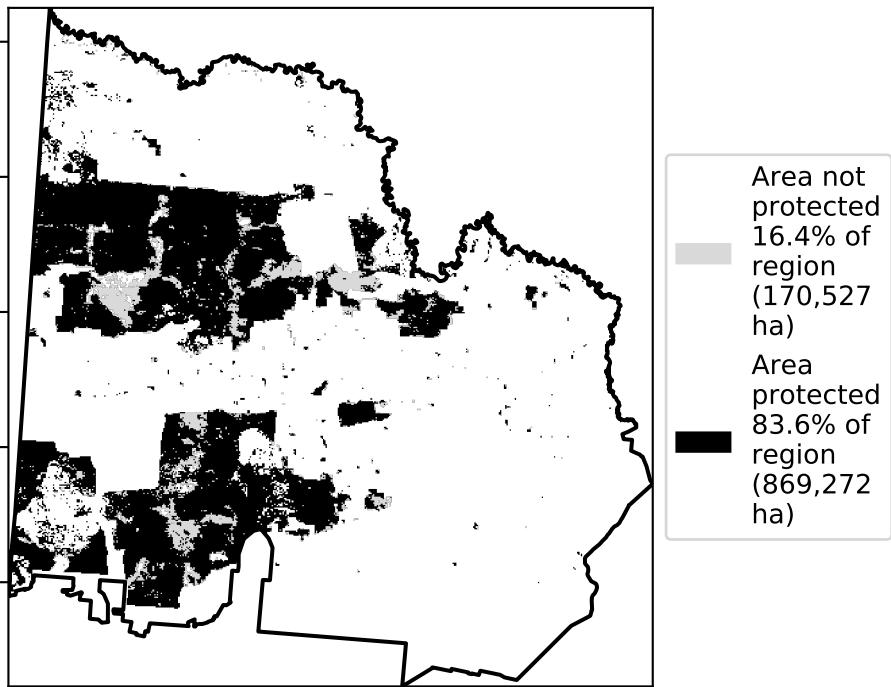 Area not
protected
16.4% of
region
(170,527
ha)
Area
protected
83.6% of
region
(869,272
ha)